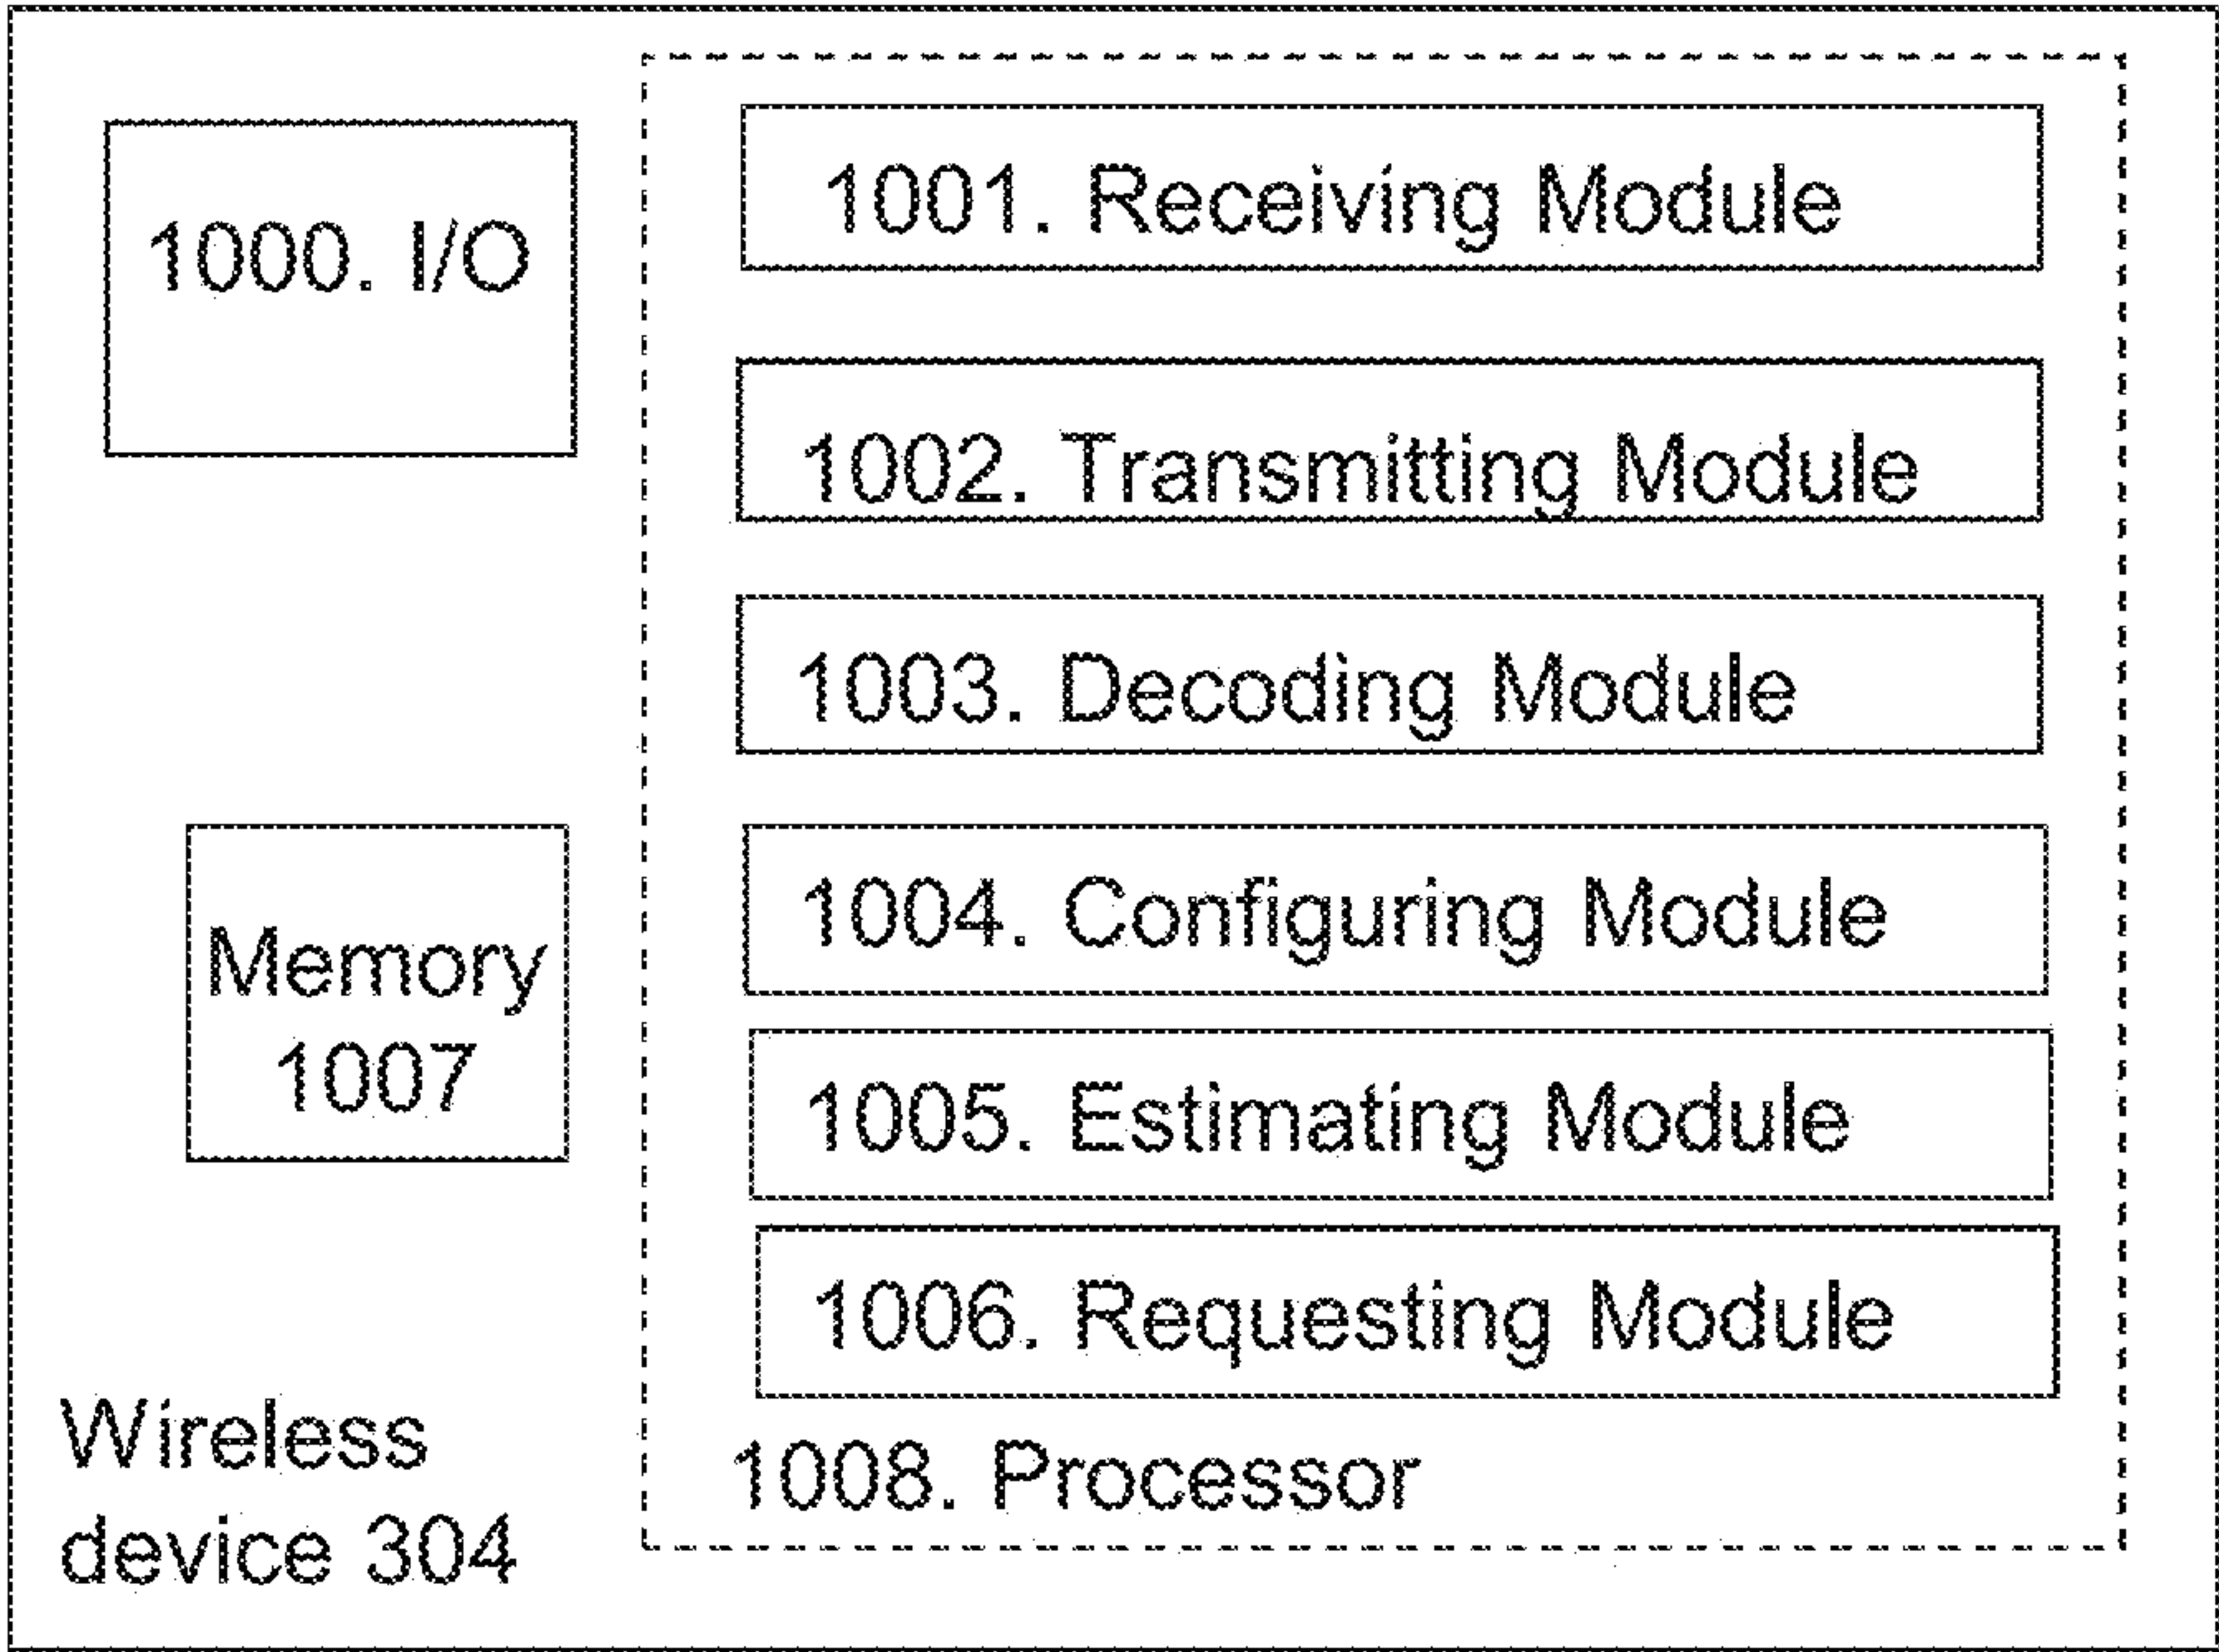 1000. I/O
Memory
1007
Wireless
device 304
1001. Receiving Module
1002. Transmitting Module
1003. Decoding Module
1004. Configuring Module
1005. Estimating Module
1006. Requesting Module
1008. Processor